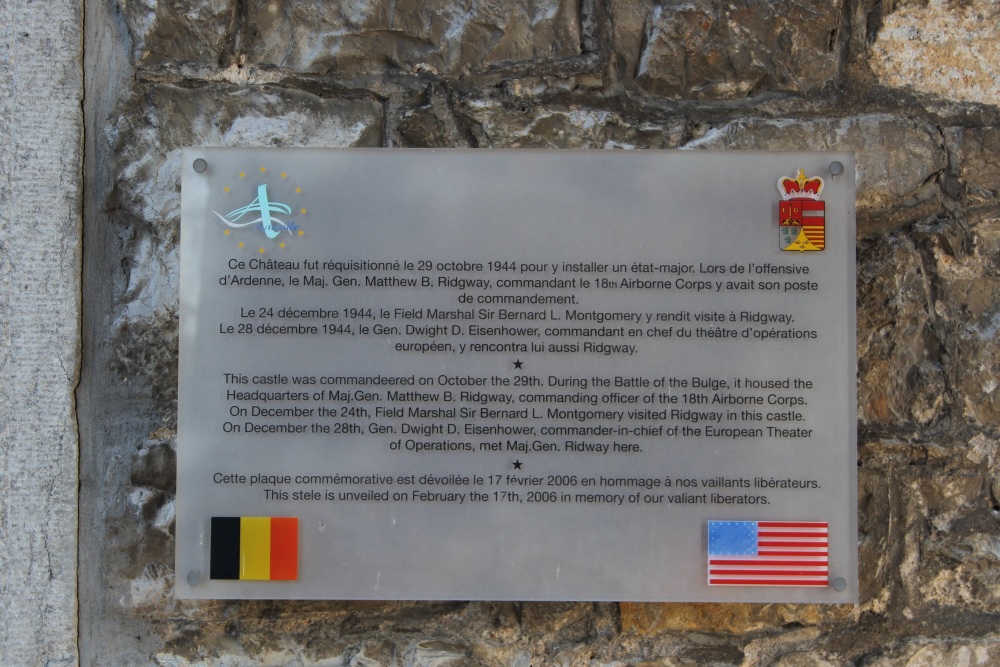 Ce Château fut réquisitionné le 29 octobre 1944 pour y installer un état-major. Lors de l'offensive
d'Ardenne, le Maj. Gen. Matthew B. Ridgway, commandant le 18th Airborne Corps y avait son poste
de commandement.
Le 24 décembre 1944, le Field Marshal Sir Bernard L. Montgomery y rendit visite à Ridgway.
Le 28 décembre 1944, le Gen. Dwight D. Eisenhower, commandant en chef du théâtre d'opérations
européen, y rencontra lui aussi Ridgway.
This castle was commandeered on October the 29th. During the Battle of the Bulge, it housed the
Headquarters of Maj.Gen. Matthew B. Ridgway, commanding officer of the 18th Airborne Corps.
On December the 24th, Field Marshal Sir Bernard L. Montgomery visited Ridgway in this castle.
On December the 28th, Gen. Dwight D. Eisenhower, commander-in-chief of the European Theater
of Operations, met Maj.Gen. Ridway here.
Cette plaque commémorative est dévoilée le 17 février 2006 en hommage à nos vaillants libérateurs.
This stele is unveiled on February the 17th, 2006 in memory of our valiant liberators.